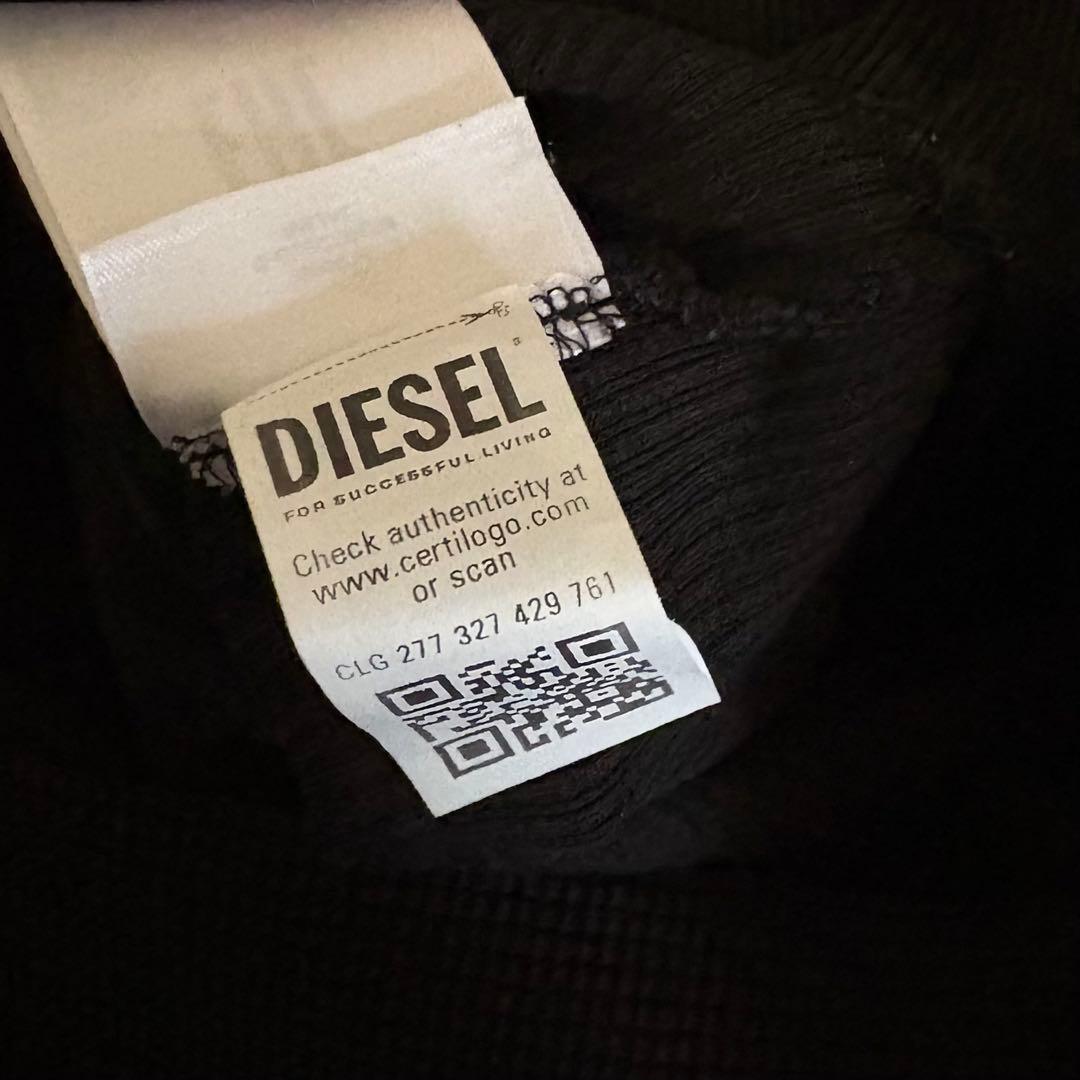 DIESEL
FOR SUCCESSFUL LIVING
Check authenticity at
www.certilogo.com
or scan
CLG 277 327 429 761